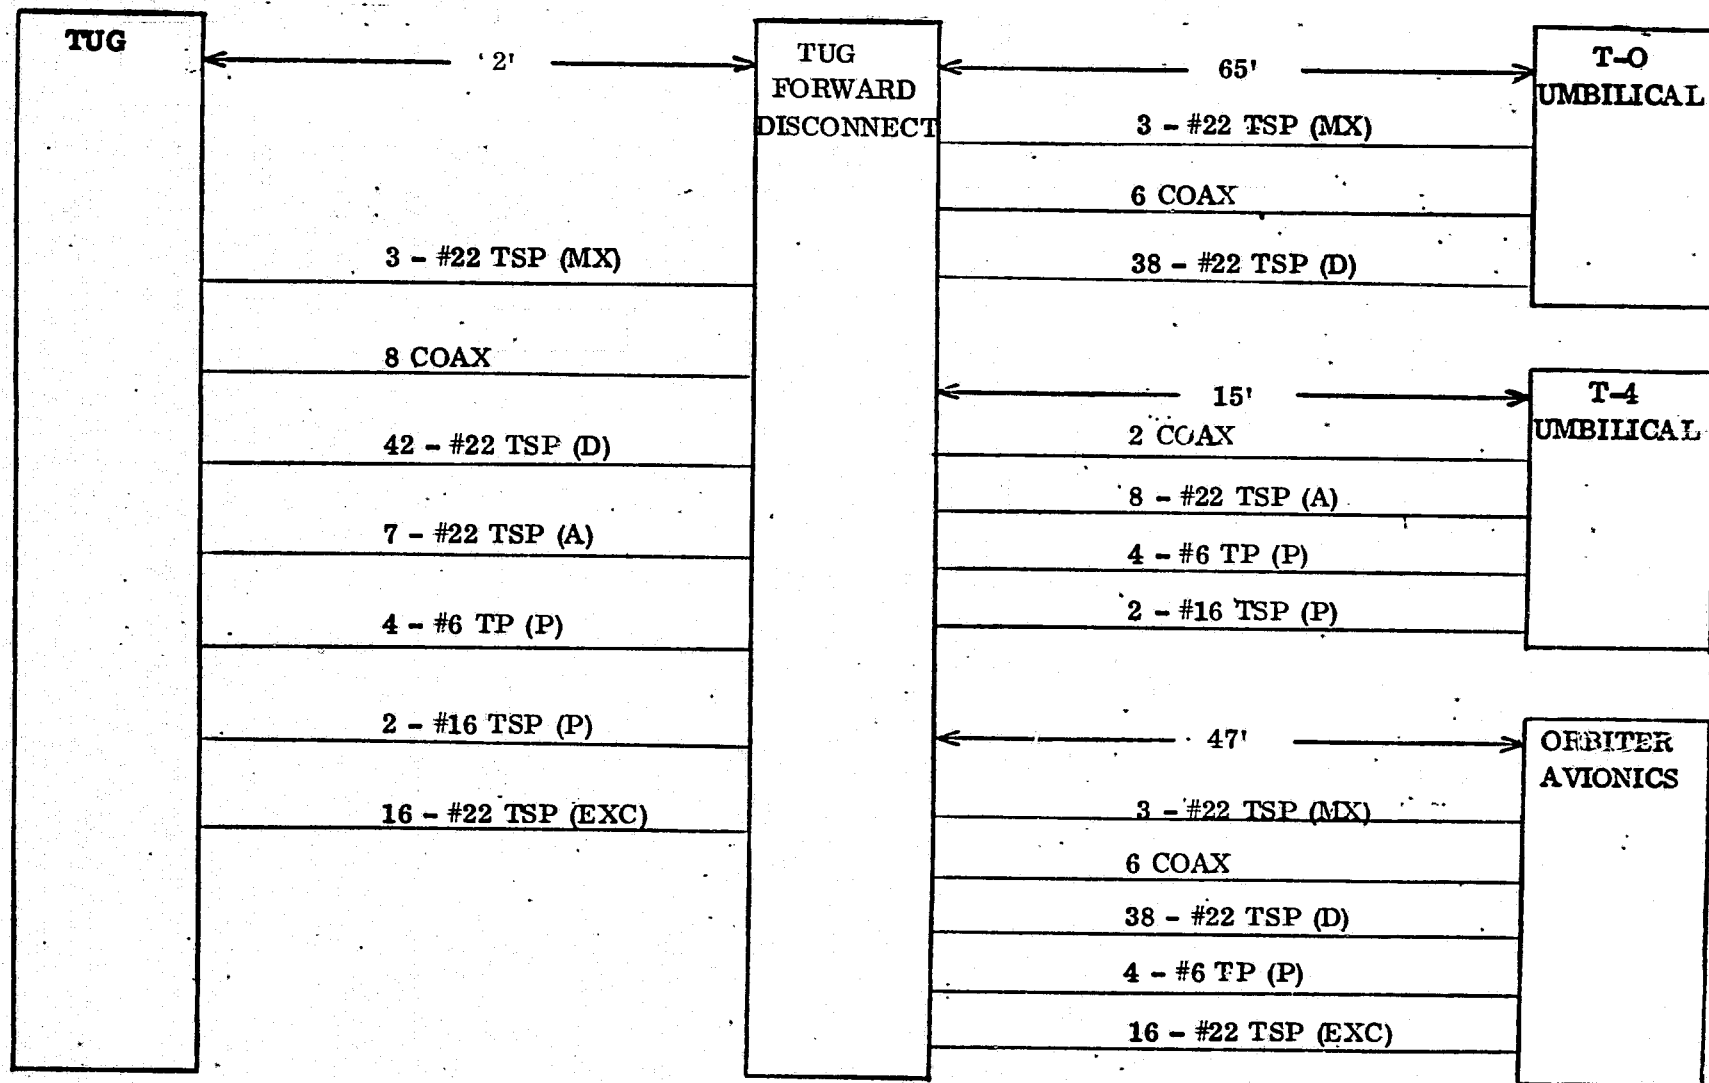 TUG
2'
3 - #22 TSP (MX)
8 COAX
42 - #22 TSP (D)
7 - #22 TSP (A)
4 - #6 TP (P)
2 - #16 TSP (P)
16 - #22 TSP (EXC)
TUG
FORWARD
DISCONNECT
65'
3 - #22 TSP (MX)
6 COAX
38 - #22 TSP (D)
T-O
UMBILICAL
15'
2 COAX
8 - #22 TSP (A)
4 - #6 TP (P)
2 - #16 TSP (P)
T-4
UMBILICAL
47'
3 - #22 TSP (MX)
6 COAX
38 - #22 TSP (D)
4 - #6 TP (P)
16 - #22 TSP (EXC)
ORBITER
AVIONICS